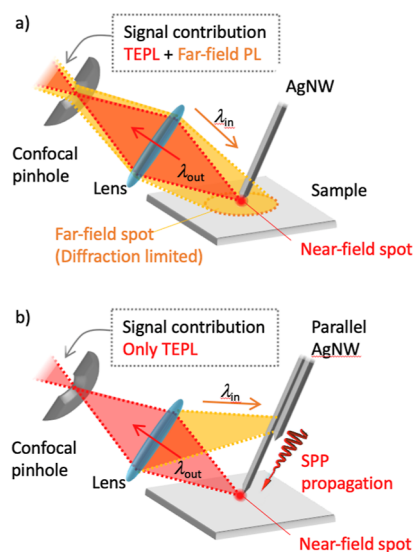 a)
Signal contribution
TEPL + Far-field PL
AgNW
λin
Confocal
pinhole
λout
Lens
Sample
Far-field spot
(Diffraction limited)
Near-field spot
b)
Signal contribution
Only TEPL
Parallel
AgNW
λin
Confocal
pinhole
λout
Lens
SPP
propagation
Near-field spot